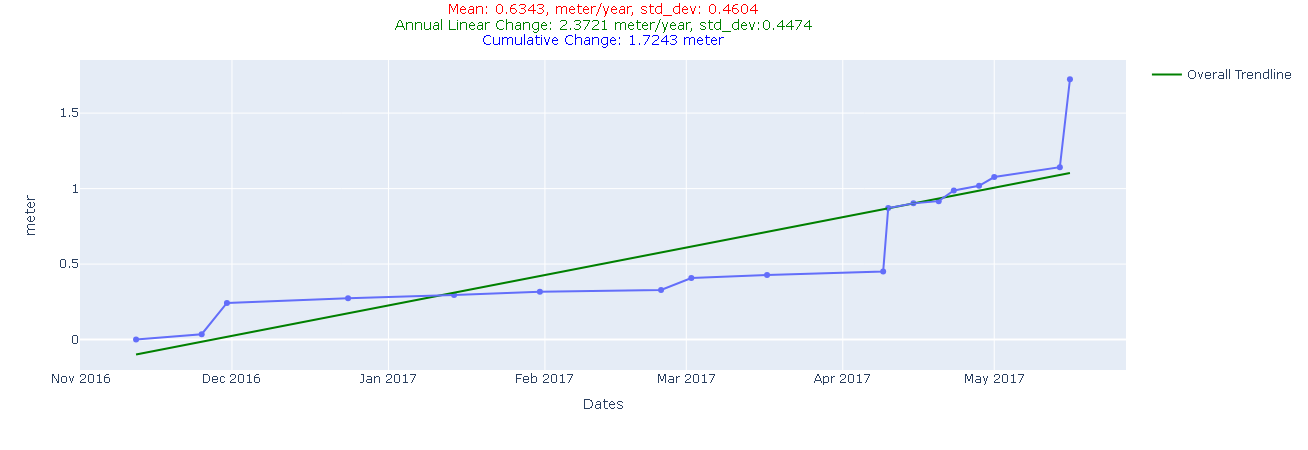 Mean: 0.6343, meter/year, std_dev: 0.4604
Annual Linear Change: 2.3721 meter/year, std_dev:0.4474
Cumulative Change: 1.7243 meter
Overall Trendline
1.5
1
0.5
0
meter
Nov 2016 Dec 2016 Jan 2017 Feb 2017 Mar 2017 Apr 2017 May 2017
Dates